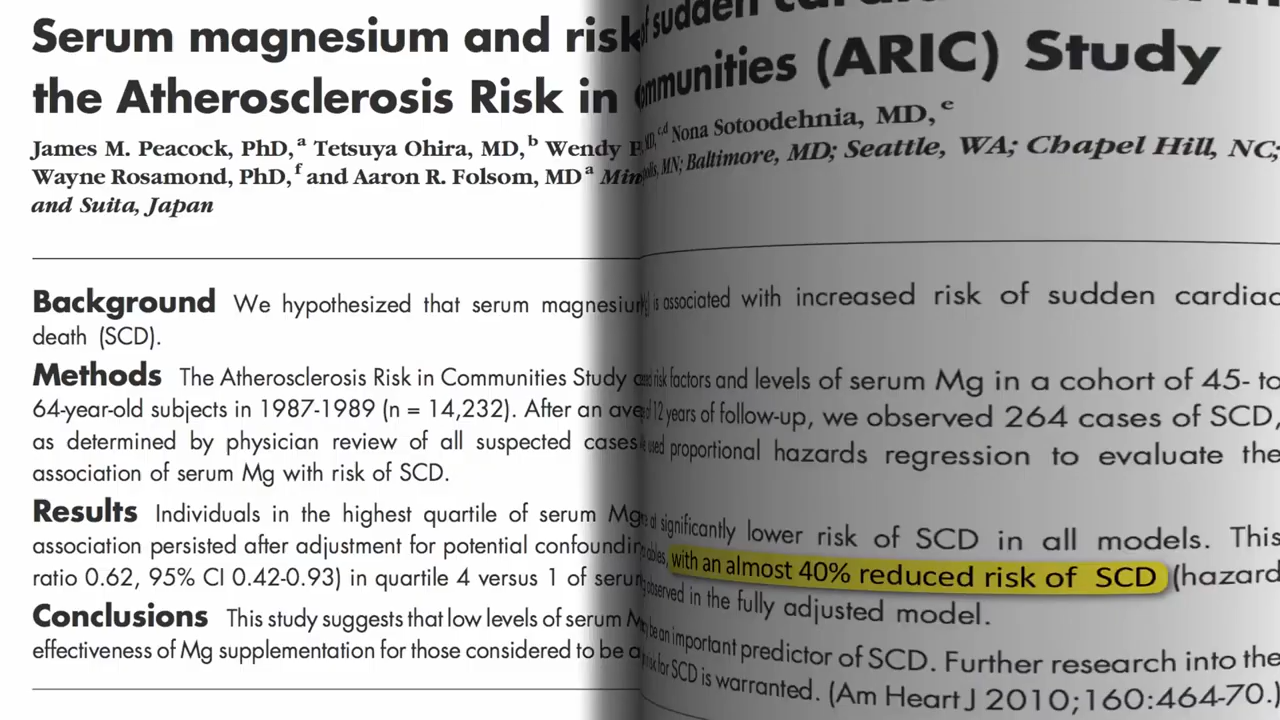 Serum magnesium and risk of sudden
the Atherosclerosis Risk in Communities (ARIC) Study
James M. Peacock, PhD,a Tetsuya Ohira, MD,b Wendy MD,c,d Nona Sotoodehnia, MD,e
Wayne Rosamond, PhD,f and Aaron R. Folsom, MDa Minneapolis, MN; Baltimore, MD; Seattle, WA; Chapel Hill, NC;
and Suita, Japan
Background We hypothesized that serum magnesium is associated with increased risk of sudden cardiac
death (SCD).
Methods The Atherosclerosis Risk in Communities Study risk factors and levels of serum Mg in a cohort of 45- to
64-year-old subjects in 1987-1989 (n = 14,232). After an 12 years of follow-up, we observed 264 cases of SCD,
as determined by physician review of all suspected cases used proportional hazards regression to evaluate the
association of serum Mg with risk of SCD.
Results Individuals in the highest quartile of serum Mg at significantly lower risk of SCD in all models. This
association persisted after adjustment for potential with an almost 40% reduced risk of SCD (hazard
ratio 0.62, 95% CI 0.42-0.93) in quartile 4 versus 1 of observed in the fully adjusted model.
Conclusions This study suggests that low levels of serum be an important predictor of SCD. Further research into the
effectiveness of Mg supplementation for those considered to be for SCD is warranted. (Am Heart J 2010;160:464-70.)